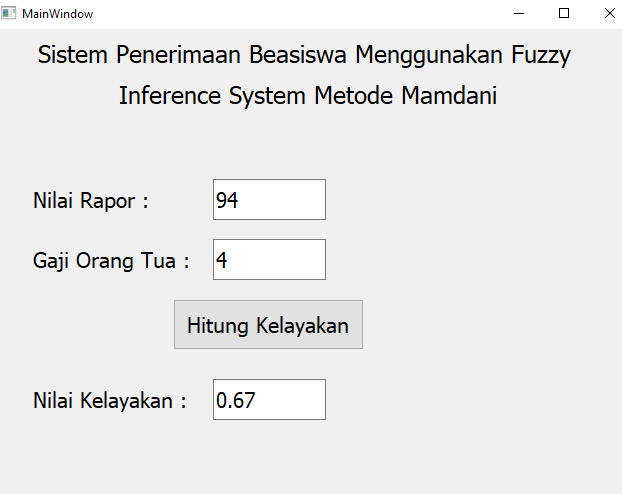 MainWindow
Sistem Penerimaan Beasiswa Menggunakan Fuzzy
Inference System Metode Mamdani
Nilai Rapor : 94
Gaji Orang Tua : 4
Hitung Kelayakan
Nilai Kelayakan : 0.67